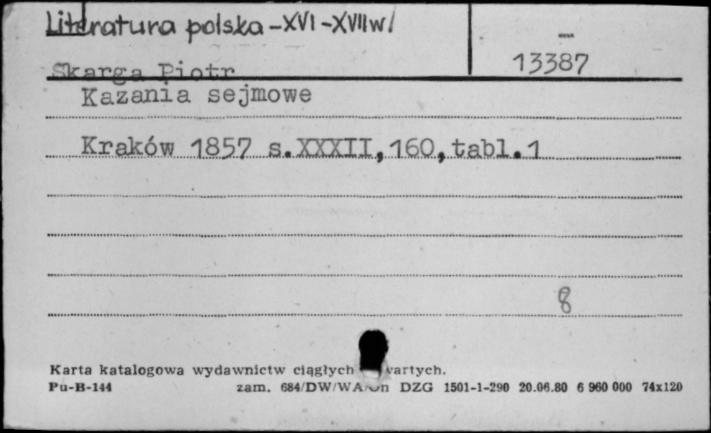 Literatura polska-XVI-XVIIw.
13387
Skarga Piotr
Kazania sejmowe
Kraków 1857 s.XXXII,160,tabl.1
8
Karta katalogowa wydawnictw ciągłych
Pu-B-144 zam. 684/DW/WA DZG 1501-1-290 20.06.80 6 960 000 74x120